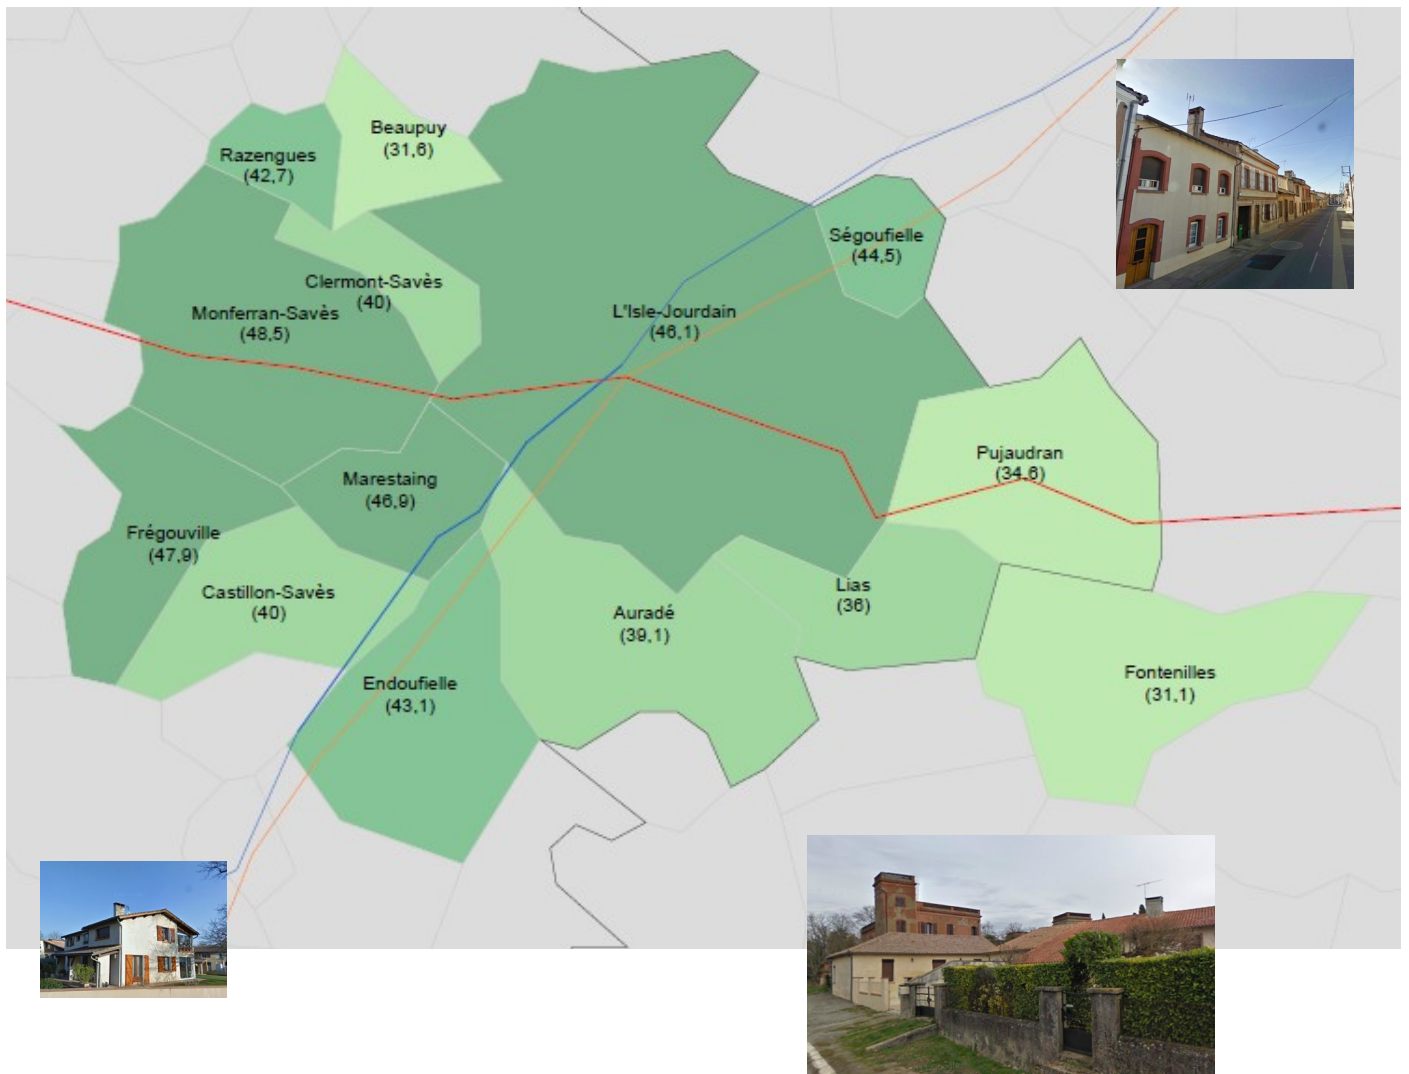 Beaupuy
(31,6)
Razengues
(42,7)
Ségoufielle
(44,5)
Clermont-Savès
(40)
Monferran-Savès
(48,5)
L'Isle-Jourdain
(46,1)
Pujaudran
(34,6)
Marestaing
(46,9)
Frégouville
(47,9)
Castillon-Savès
(40)
Lias
(36)
Auradé
(39,1)
Endoufielle
(43,1)
Fontenilles
(31,1)